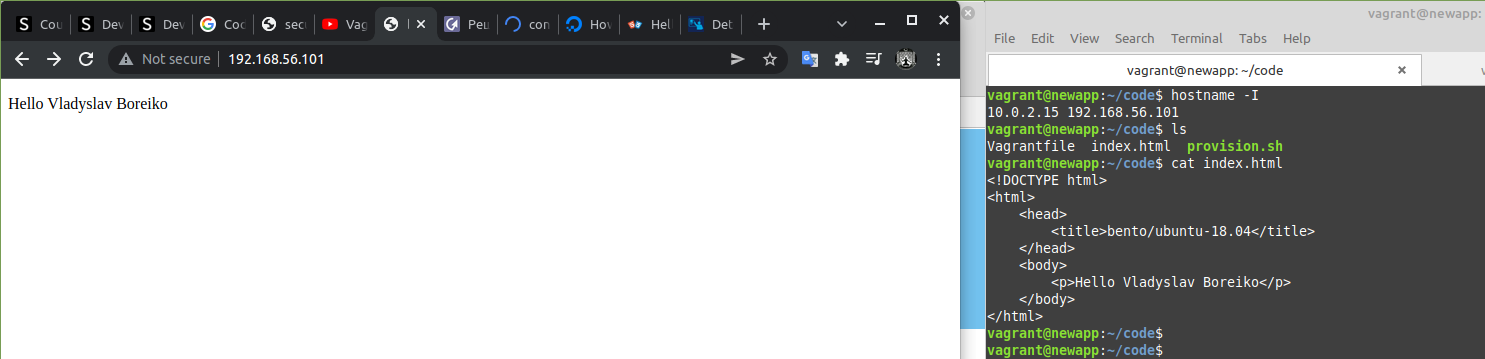 Cou
Dev
Dev
Cod
secu
Vag
Peu
con
Hov
Hell
Det
Not secure
192.168.56.101
Hello Vladyslav Boreiko
vagrant@newapp:
File Edit View Search Terminal Tabs Help
vagrant@newapp: ~/code
vagrant@newapp:~/code$ hostname -I
10.0.2.15 192.168.56.101
vagrant@newapp:~/code$ ls
Vagrantfile  index.html  provision.sh
vagrant@newapp:~/code$ cat index.html
<!DOCTYPE html>
<html>
    <head>
        <title>bento/ubuntu-18.04</title>
    </head>
    <body>
        <p>Hello Vladyslav Boreiko</p>
    </body>
</html>
vagrant@newapp:~/code$
vagrant@newapp:~/code$